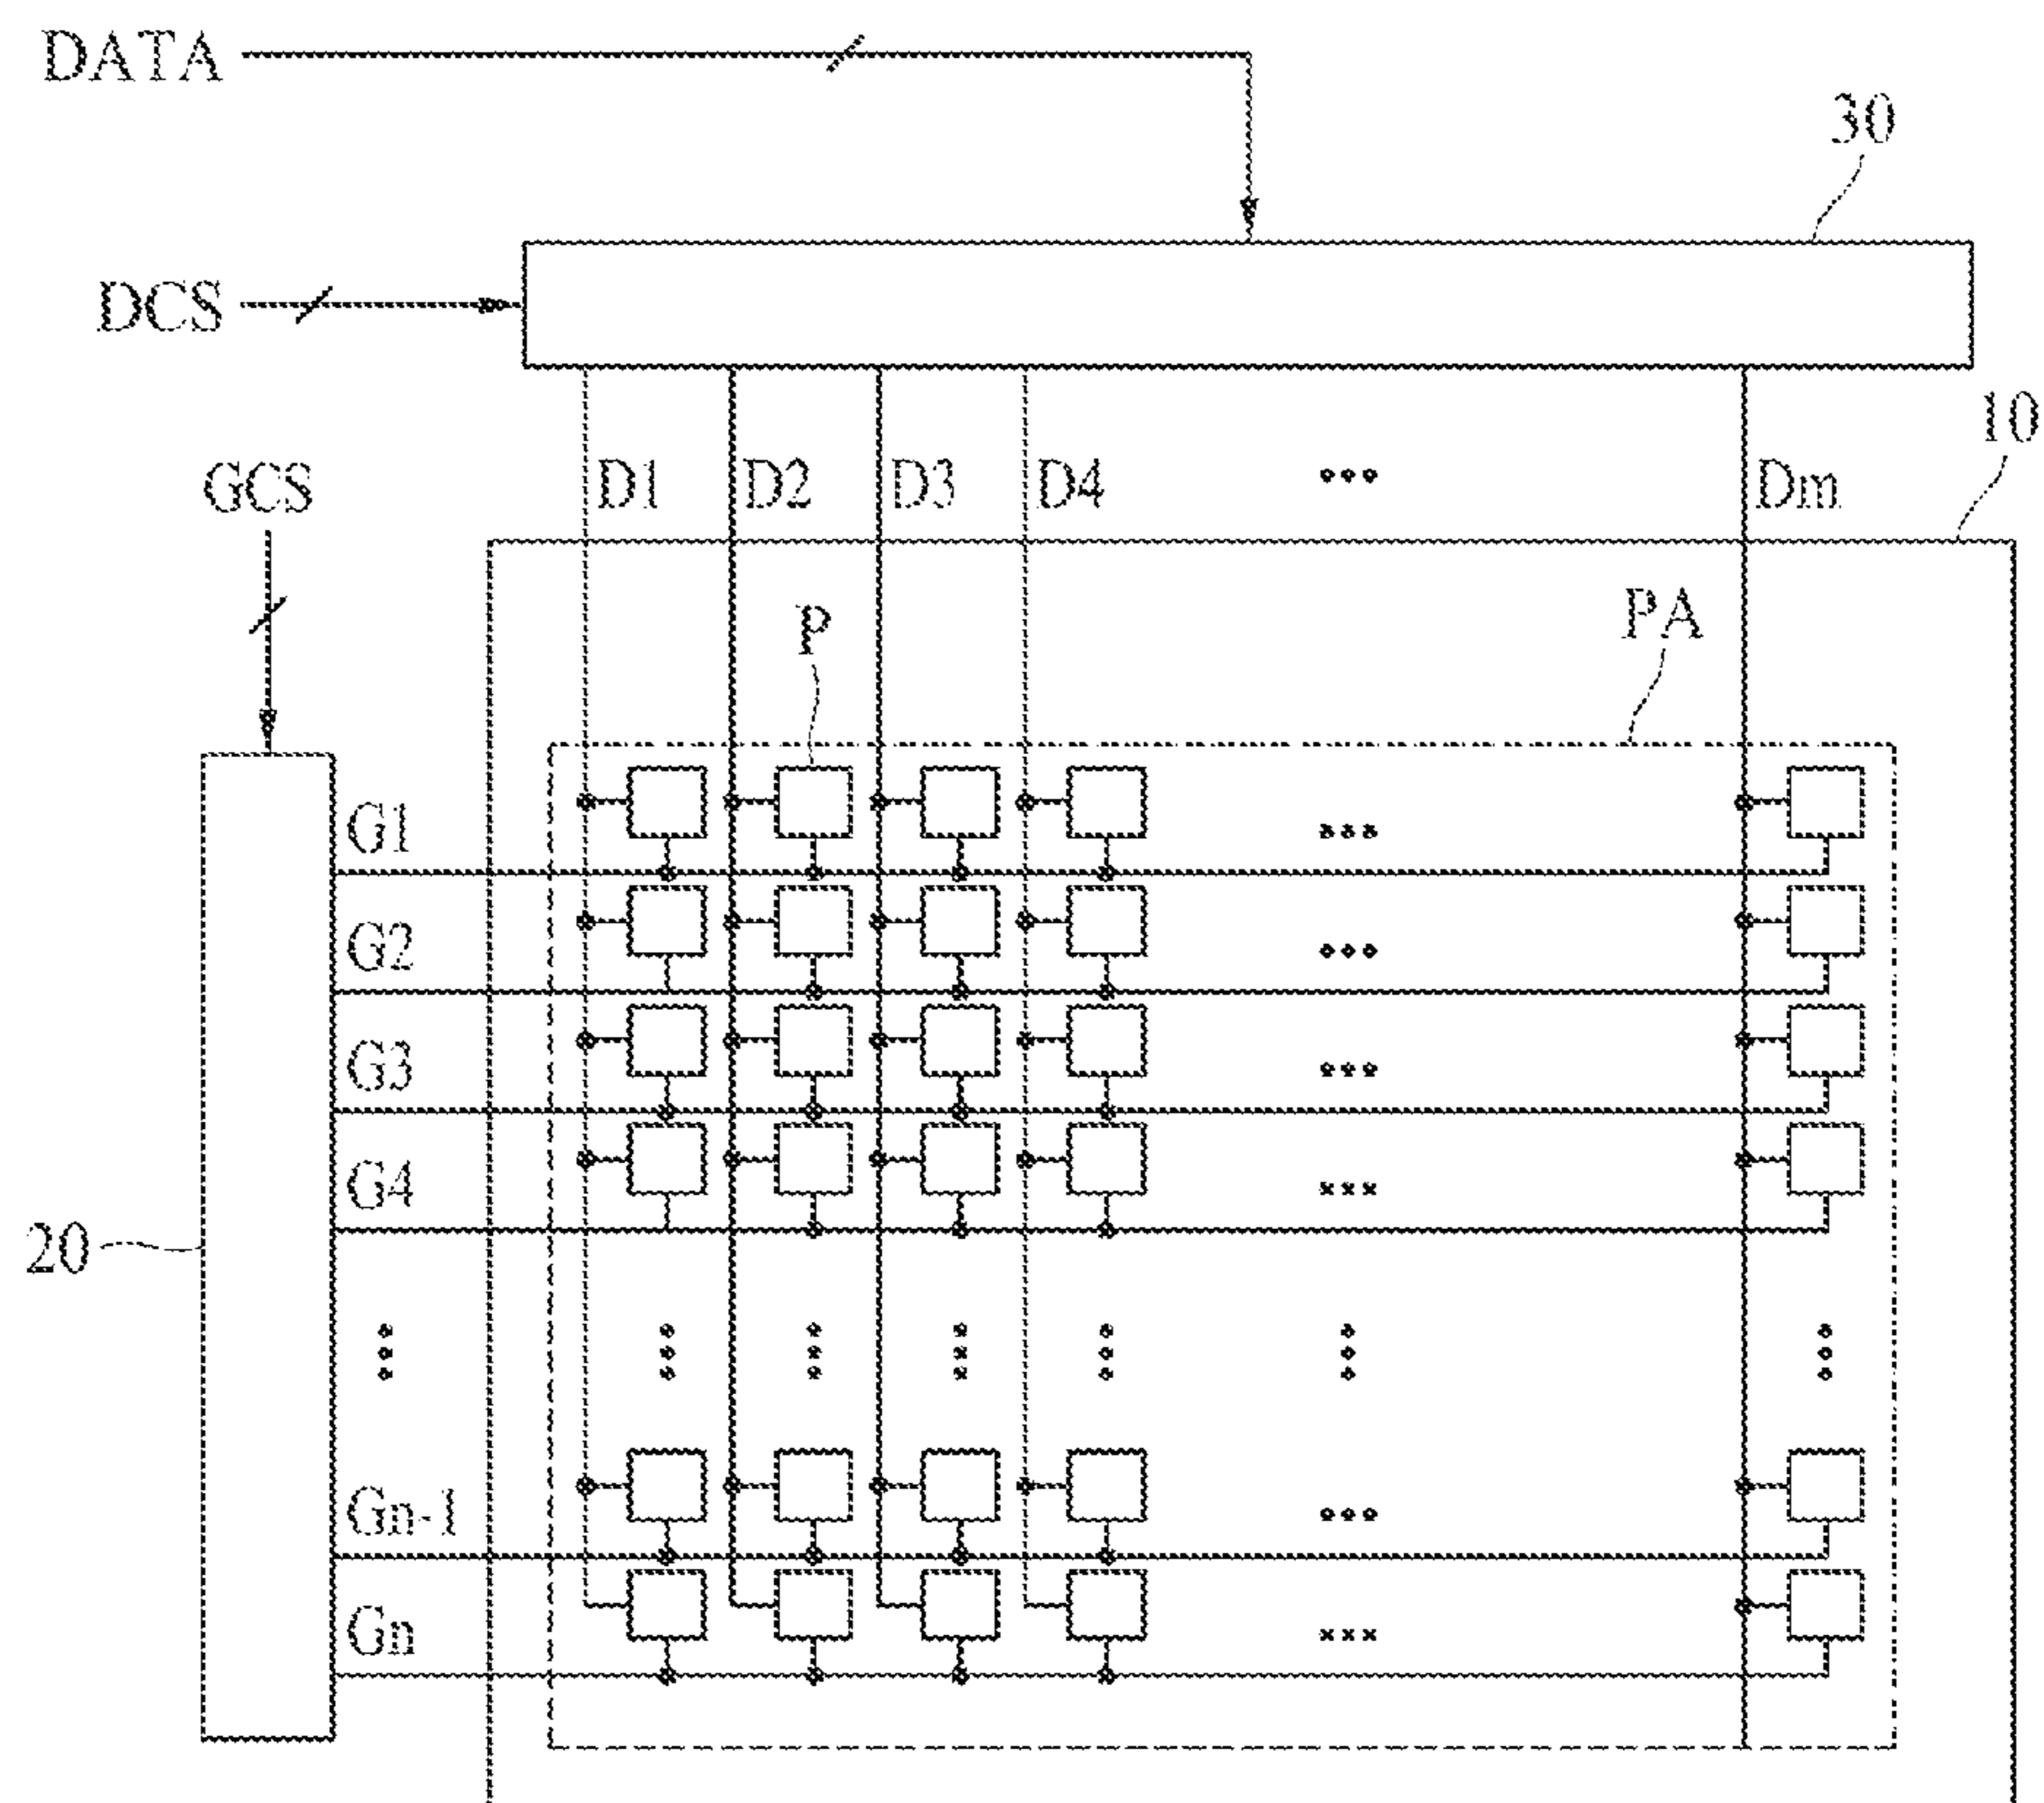 DATA
30
DCS
10
GCS
D1 D2 D3 D4 ••• Dm
P
PA
G1
G2
G3
G4
20
Gn-1
Gn